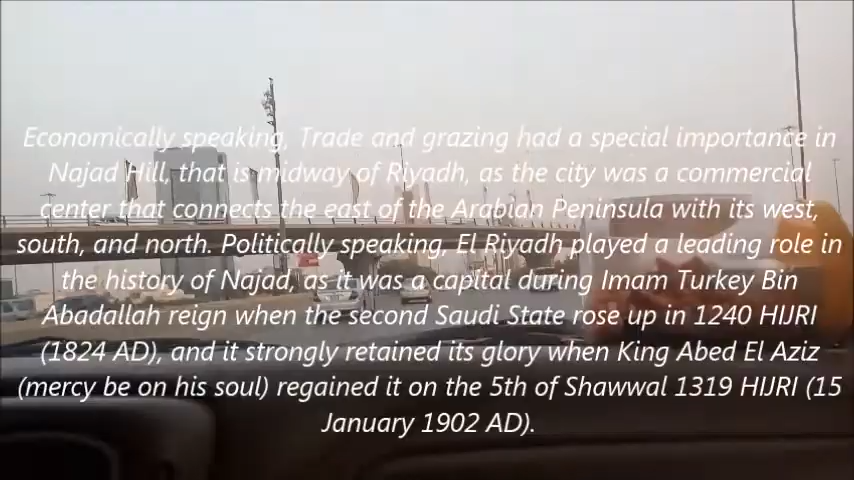 Economically speaking, Trade and grazing had a special importance in
Najad Hill, that is midway of Riyadh, as the city was a commercial
center that connects the east of the Arabian Peninsula with its west,
south, and north. Politically speaking, El Riyadh played a leading role in
the history of Najad, as it was a capital during Imam Turkey Bin
Abadallah reign when the second Saudi State rose up in 1240 HIJRI
(1824 AD), and it strongly retained its glory when King Abed El Aziz
(mercy be on his soul) regained it on the 5th of Shawwal 1319 HIJRI (15
January 1902 AD).